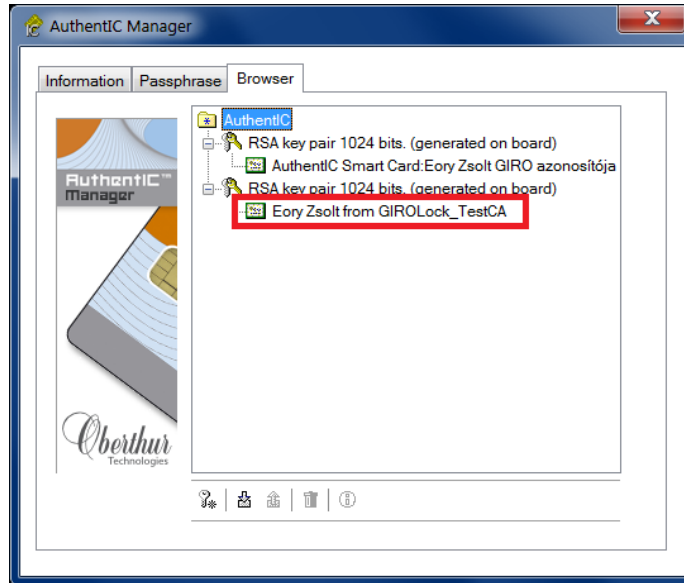 AuthentIC Manager
Information Passphrase Browser
AuthentIC
RSA key pair 1024 bits. (generated on board)
AuthentIC Smart Card:Eory Zsolt GIRO azonosítója
RSA key pair 1024 bits. (generated on board)
Eory Zsolt from GIROLock_TestCA
AuthentIC™
Manager
Oberthur
Technologies